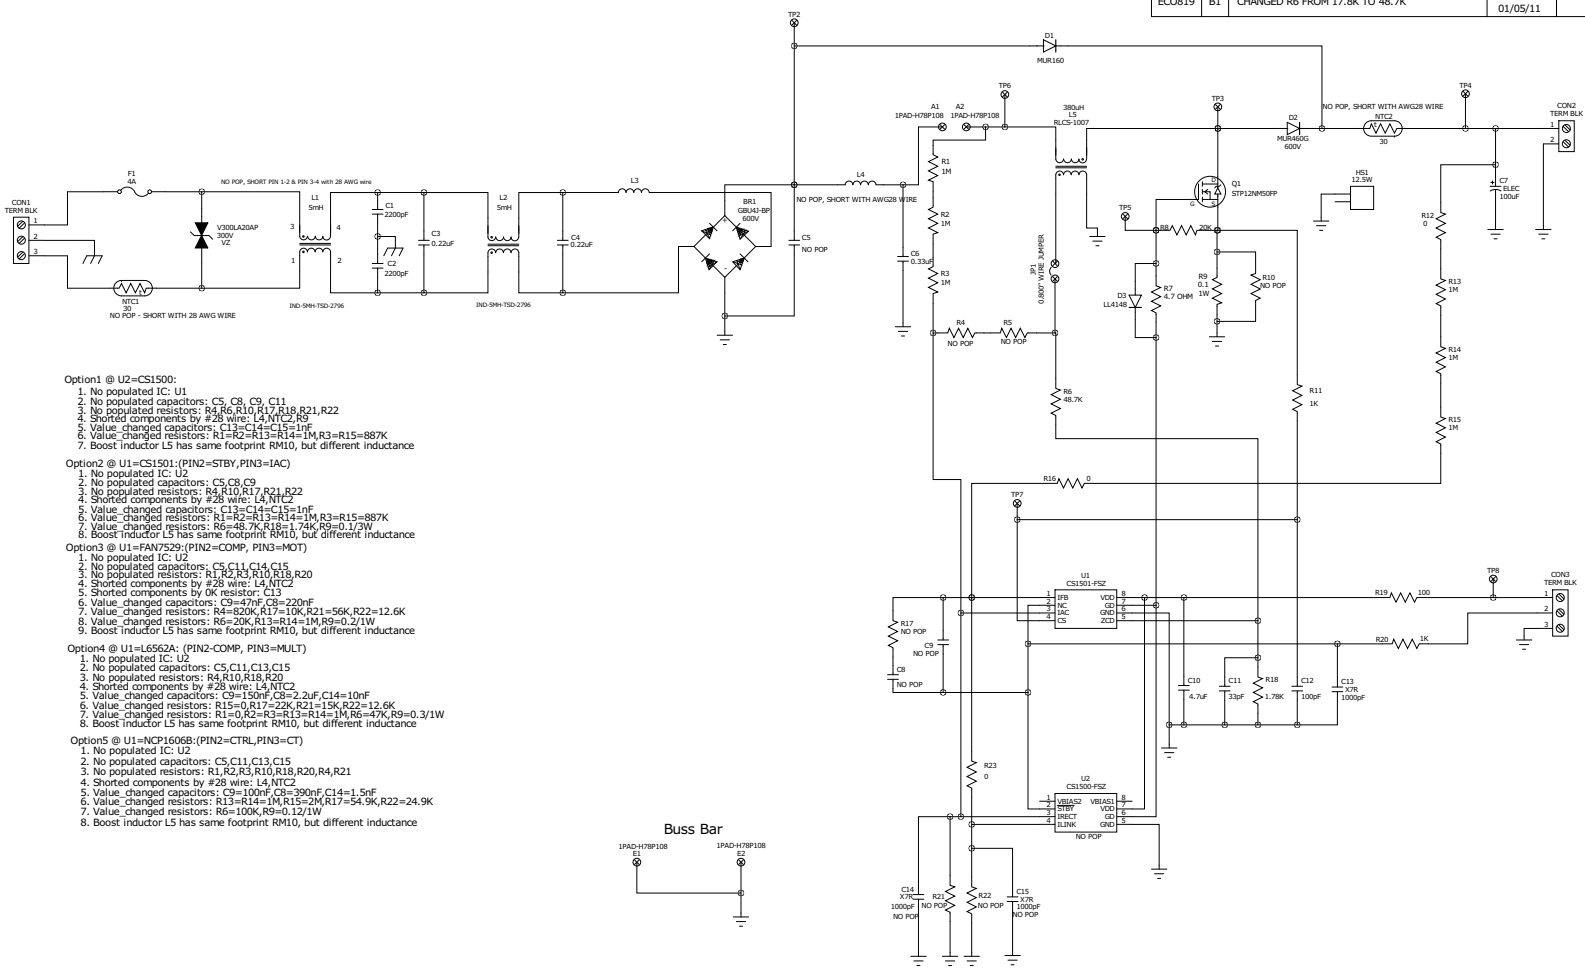 ECO819 B1 CHANGED R6 FROM 17.8K TO 48.7K 01/05/11
TP2
D1
MUR160
TP6
A1
1PAD-H78P108
A2
1PAD-H78P108
380uH
L5
RLCS-1007
TP3
D2
MUR460G
600V
NO POP, SHORT WITH AWG28 WIRE
NTC2
30
TP4
CON2
TERM BLK
1
2
CON1
TERM BLK
1
2
3
F1
4A
V300LA20AP
300V
VZ
NTC1
30
NO POP - SHORT WITH 28 AWG WIRE
NO POP, SHORT PIN 1-2 & PIN 3-4 with 28 AWG wire
L1
5mH
3
4
1
2
IND-5MH-TSD-2796
C1
2200pF
C2
2200pF
C3
0.22uF
L2
5mH
IND-5MH-TSD-2796
L3
C4
0.22uF
BR1
GBU4J-BP
600V
C5
NO POP
L4
NO POP, SHORT WITH AWG28 WIRE
C6
0.33uF
R1
1M
R2
1M
R3
1M
R4
NO POP
R5
NO POP
JP1
0.800" WIRE JUMPER
R6
48.7K
TP5
R8
20K
D
G
S
Q1
STP12NM50FP
D3
LL4148
R7
4.7 OHM
R9
0.1
1W
R10
NO POP
R11
1K
HS1
12.5W
C7
ELEC
100uF
R12
0
R13
1M
R14
1M
R15
1M
R16
0
TP7
Option1 @ U2=CS1500:
1. No populated IC: U1
2. No populated capacitors: C5, C8, C9, C11
3. No populated resistors: R4,R6,R10,R17,R18,R21,R22
4. Shorted components by #28 wire: L4,NTC2,R9
5. Value_changed capacitors: C13=C14=C15=1nF
6. Value_changed resistors: R1=R2=R13=R14=1M,R3=R15=887K
7. Boost inductor L5 has same footprint RM10, but different inductance
Option2 @ U1=CS1501:(PIN2=STBY,PIN3=IAC)
1. No populated IC: U2
2. No populated capacitors: C5,C8,C9
3. No populated resistors: R4,R10,R17,R21,R22
4. Shorted components by #28 wire: L4,NTC2
5. Value_changed capacitors: C13=C14=C15=1nF
6. Value_changed resistors: R1=R2=R13=R14=1M,R3=R15=887K
7. Value_changed resistors: R6=48.7K,R18=1.74K,R9=0.1/3W
8. Boost inductor L5 has same footprint RM10, but different inductance
Option3 @ U1=FAN7529:(PIN2=COMP, PIN3=MOT)
1. No populated IC: U2
2. No populated capacitors: C5,C11,C14,C15
3. No populated resistors: R1,R2,R3,R10,R18,R20
4. Shorted components by #28 wire: L4,NTC2
5. Shorted components by 0K resistor: C13
6. Value_changed capacitors: C9=47nF,C8=220nF
7. Value_changed resistors: R4=820K,R17=10K,R21=56K,R22=12.6K
8. Value_changed resistors: R6=20K,R13=R14=1M,R9=0.2/1W
9. Boost inductor L5 has same footprint RM10, but different inductance
Option4 @ U1=L6562A: (PIN2-COMP, PIN3=MULT)
1. No populated IC: U2
2. No populated capacitors: C5,C11,C13,C15
3. No populated resistors: R4,R10,R18,R20
4. Shorted components by #28 wire: L4,NTC2
5. Value_changed capacitors: C9=150nF,C8=2.2uF,C14=10nF
6. Value_changed resistors: R15=0,R17=22K,R21=15K,R22=12.6K
7. Value_changed resistors: R1=0,R2=R3=R13=R14=1M,R6=47K,R9=0.3/1W
8. Boost inductor L5 has same footprint RM10, but different inductance
Option5 @ U1=NCP1606B:(PIN2=CTRL,PIN3=CT)
1. No populated IC: U2
2. No populated capacitors: C5,C11,C13,C15
3. No populated resistors: R1,R2,R3,R10,R18,R20,R4,R21
4. Shorted components by #28 wire: L4,NTC2
5. Value_changed capacitors: C9=100nF,C8=390nF,C14=1.5nF
6. Value_changed resistors: R13=R14=1M,R15=2M,R17=54.9K,R22=24.9K
7. Value_changed resistors: R6=100K,R9=0.12/1W
8. Boost inductor L5 has same footprint RM10, but different inductance
U1
CS1501-FSZ
1 IFB VDD 8
2 NC GD 7
3 IAC GND 6
4 CS ZCD 5
R17
NO POP
C9
NO POP
C8
NO POP
R19
100
TP8
CON3
TERM BLK
1
2
3
R20
1K
C10
4.7uF
C11
33pF
R18
1.78K
C12
100pF
C13
X7R
1000pF
R23
0
U2
CS1500-FSZ
1 VBIAS2 VBIAS1 8
2 STBY VDD 7
3 IRECT GD 6
4 ILINK GND 5
NO POP
Buss Bar
1PAD-H78P108
E1
1PAD-H78P108
E2
C14
X7R
1000pF
NO POP
R21
NO POP
R22
NO POP
C15
X7R
1000pF
NO POP